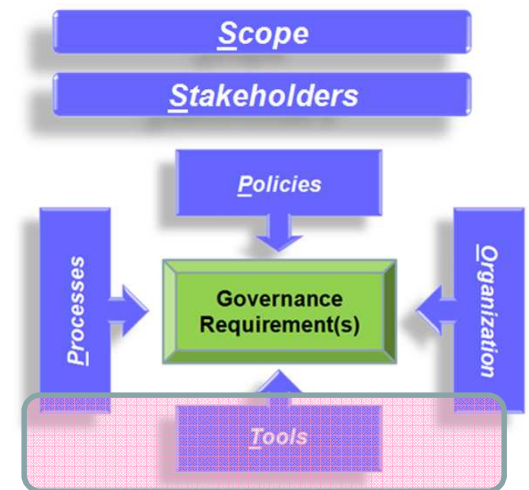 Scope
Stakeholders
Policies
Processes
Governance
Requirement(s)
Organization
Tools